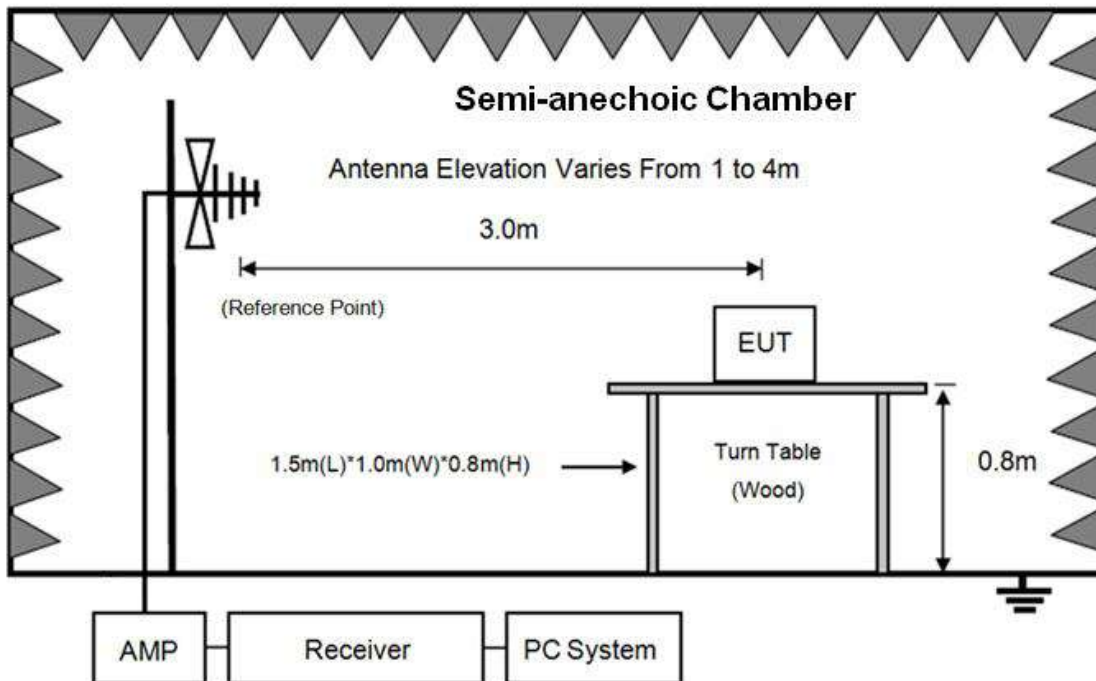 Semi-anechoic Chamber
Antenna Elevation Varies From 1 to 4m
3.0m
(Reference Point)
EUT
1.5m(L)*1.0m(W)*0.8m(H)
Turn Table
(Wood)
0.8m
AMP
Receiver
PC System